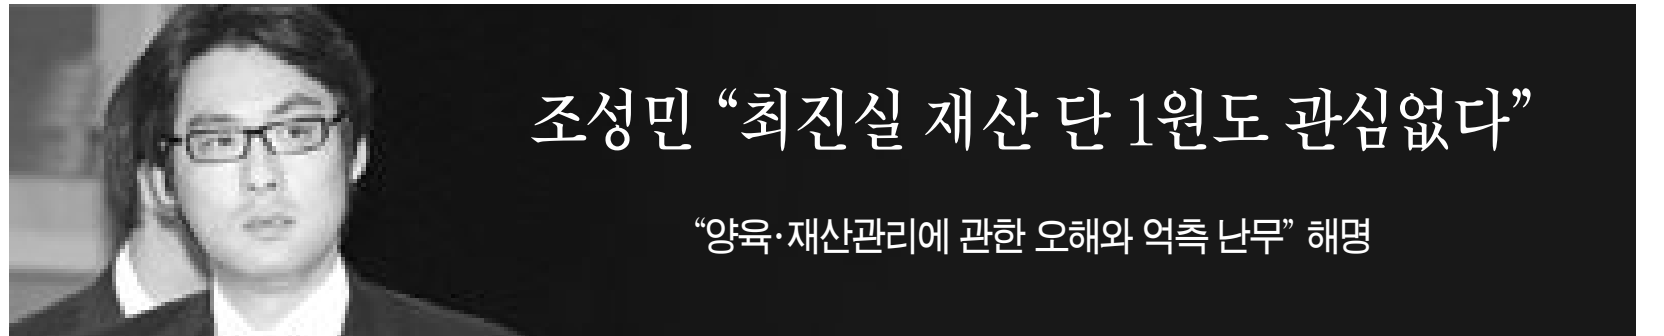 조성민 “최진실 재산 단 1원도 관심없다”
“양육·재산관리에 관한 오해와 억측 난무” 해명